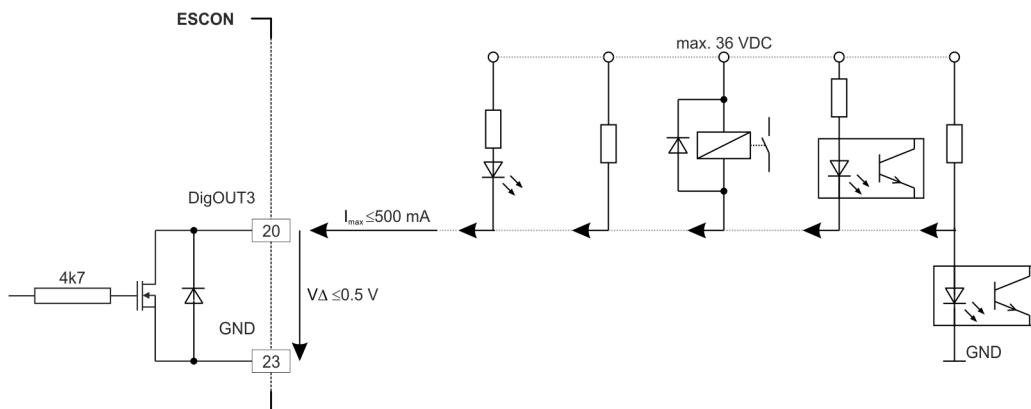 ESCON
max. 36 VDC
DigOUT3
20
Imax ≤500 mA
4k7
VΔ ≤0.5 V
GND
23
GND